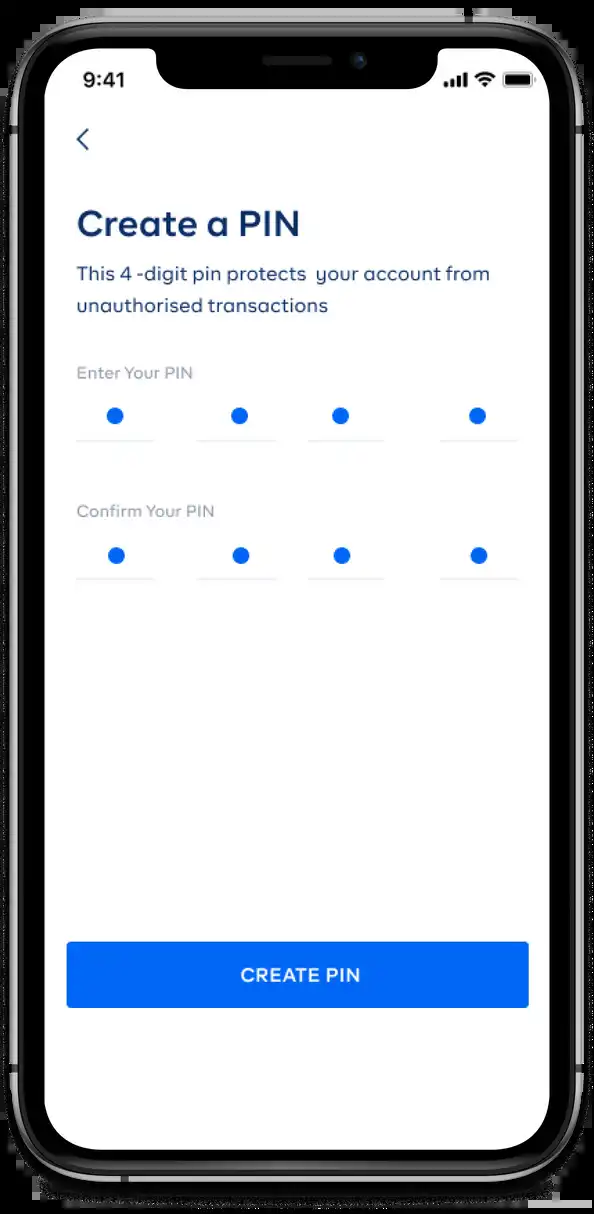 9:41
Create a PIN
This 4 -digit pin protects  your account from
unauthorised transactions
Enter Your PIN
Confirm Your PIN
CREATE PIN